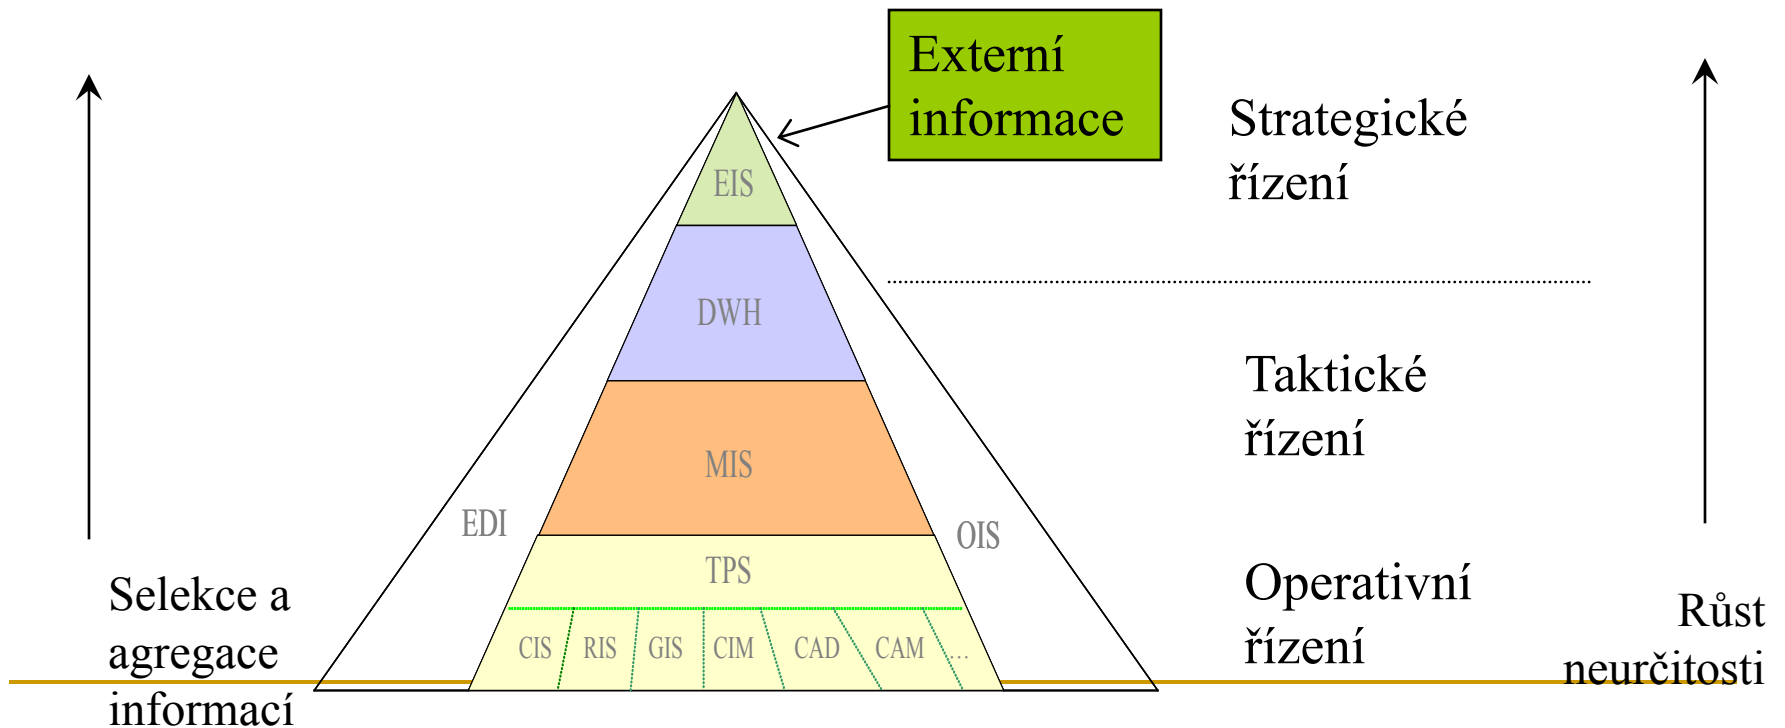 Externí
informace
Strategické
řízení
EIS
DWH
Taktické
řízení
MIS
EDI
OIS
TPS
Operativní
řízení
CIS RIS GIS CIM CAD CAM ...
Selekce a
agregace
informací
Růst
neurčitosti